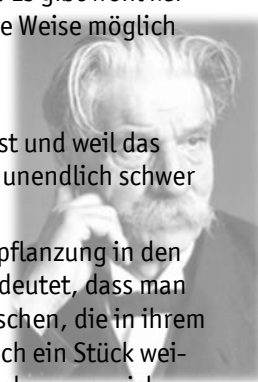 e Weise möglich
st und weil das
unendlich schwer
pflanzung in den
deutet, dass man
schen, die in ihrem
ch ein Stück wei-